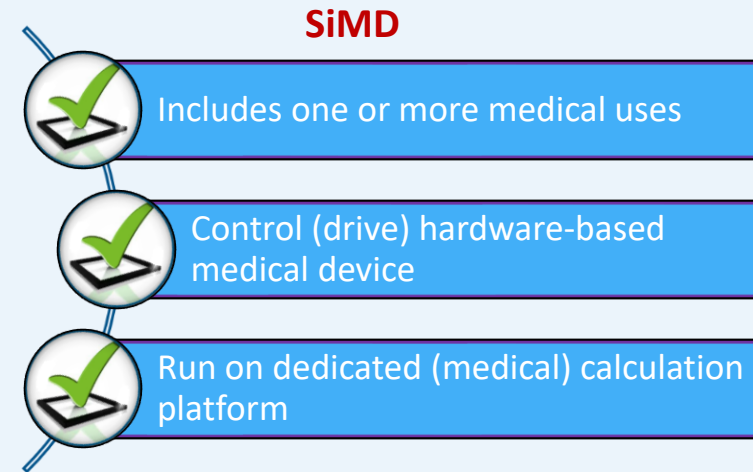 SiMD
Includes one or more medical uses
Control (drive) hardware-based
medical device
Run on dedicated (medical) calculation
platform